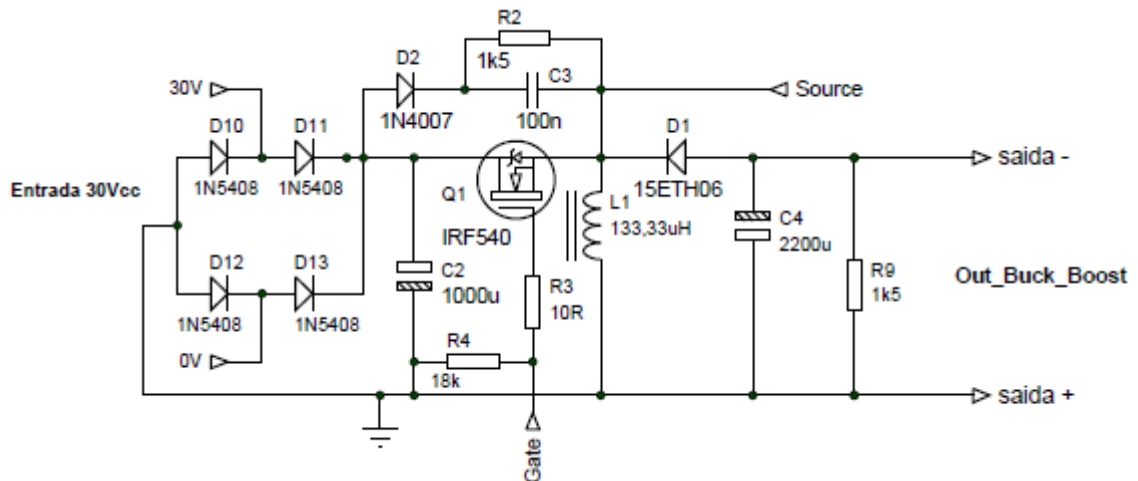 R2
1k5
D2
C3
30V
Source
1N4007
100n
D10
D11
D1
saida -
1N5408
1N5408
Q1
15ETH06
Entrada 30Vcc
L1
133,33uH
C4
2200u
IRF540
D12
D13
C2
1000u
R3
10R
R9
1k5
Out_Buck_Boost
1N5408
1N5408
R4
0V
18k
saida +
Gate